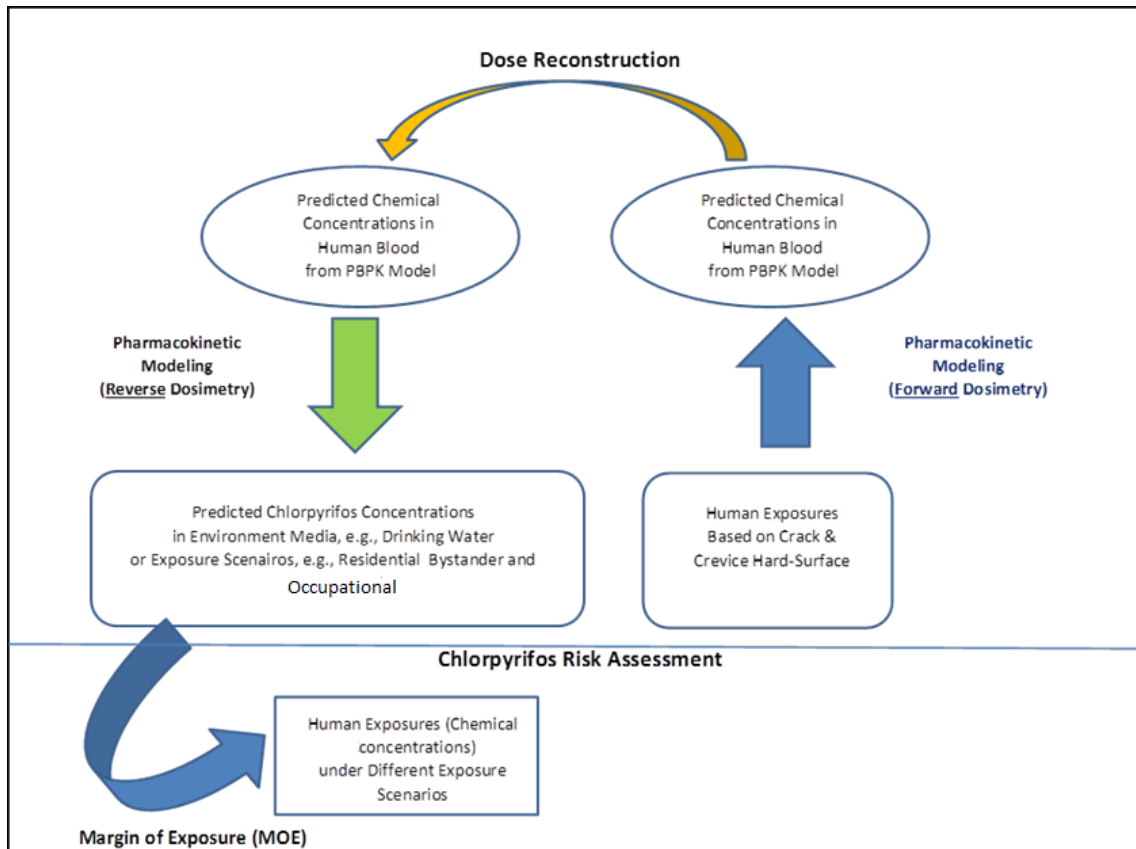 Dose Reconstruction
Predicted Chemical
Concentrations in
Human Blood
from PBPK Model
Predicted Chemical
Concentrations in
Human Blood
from PBPK Model
Pharmacokinetic
Modeling
(Reverse Dosimetry)
Pharmacokinetic
Modeling
(Forward Dosimetry)
Predicted Chlorpyrifos Concentrations
in Environment Media, e.g., Drinking Water
or Exposure Scenairos, e.g., Residential Bystander and
Occupational
Human Exposures
Based on Crack &
Crevice Hard-Surface
Chlorpyrifos Risk Assessment
Human Exposures (Chemical
concentrations)
under Different Exposure
Scenarios
Margin of Exposure (MOE)